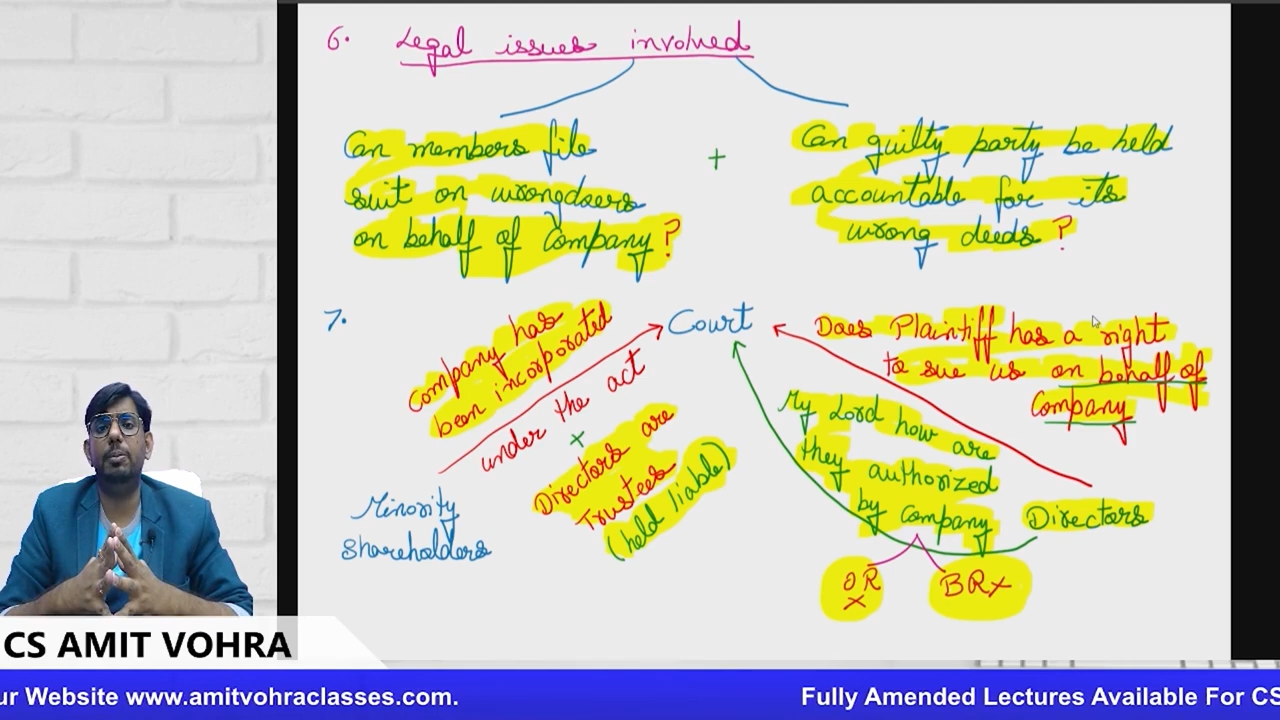 6. Legal issues involved
Can members file
suit on wrongdoers
on behalf of Company?
+
Can guilty party be held
accountable for its
wrong deeds?
7.
Court
Company has
been incorporated
under the act
+
Directors are
Trustees
(held liable)
Minority
shareholders
Does Plaintiff has a right
to sue us on behalf of
Company
My Lord how are
they authorized
by Company
Directors
OR x
BRx
CS AMIT VOHRA
ur Website www.amitvohraclasses.com.
Fully Amended Lectures Available For CS